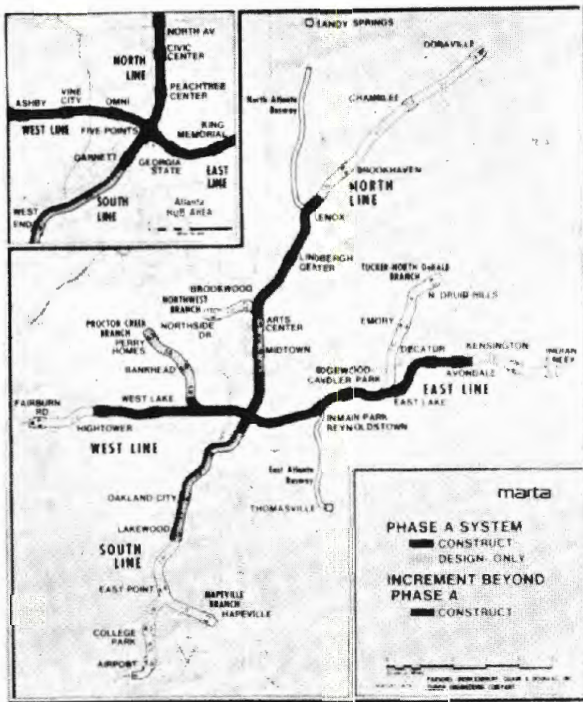 NORTH AV
CIVIC
CENTER
NORTH
LINE
PEACHTREE
CENTER
VINE
CITY
OMNI
ASHBY
WEST LINE
FIVE POINTS
KING
MEMORIAL
GARNETT
GEORGIA
STATE
EAST
LINE
SOUTH
LINE
WEST
END
Atlanta
HUB AREA
SANDY SPRINGS
DORAVILLE
CHAMBLEE
North Atlanta
Busway
BROOKHAVEN
NORTH
LINE
LENOX
LINDBERGH
CENTER
TUCKER-NORTH DeKALB
BRANCH
N. DRUID HILLS
EMORY
BROOKWOOD
NORTHWEST
BRANCH
NORTHSIDE
DR.
ARTS
CENTER
MIDTOWN
PROCTOR CREEK
BRANCH
PERRY
HOMES
BANKHEAD
EDGEWOOD
CANDLER PARK
DECATUR
KENSINGTON
INDIAN
CREEK
AVONDALE
EAST LINE
EAST LAKE
FAIRBURN
RD
WEST LAKE
HIGHTOWER
WEST LINE
INMAN PARK
REYNOLDSTOWN
East Atlanta
Busway
THOMASVILLE
OAKLAND CITY
LAKEWOOD
SOUTH
LINE
EAST POINT
HAPEVILLE
BRANCH
HAPEVILLE
COLLEGE
PARK
AIRPORT
marta
PHASE A SYSTEM
CONSTRUCT
DESIGN ONLY
INCREMENT BEYOND
PHASE A
CONSTRUCT